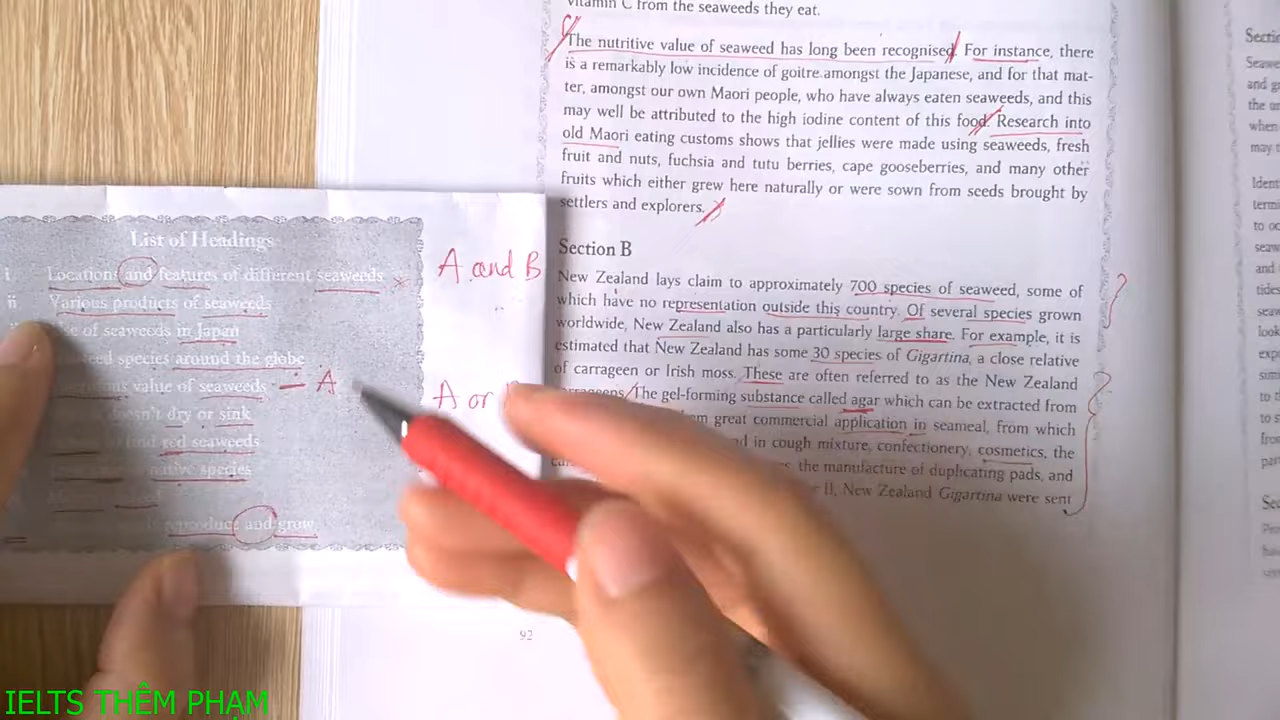 vitamin C from the seaweeds they eat.
The nutritive value of seaweed has long been recognised. For instance, there
is a remarkably low incidence of goitre amongst the Japanese, and for that mat-
ter, amongst our own Maori people, who have always eaten seaweeds, and this
may well be attributed to the high iodine content of this food. Research into
old Maori eating customs shows that jellies were made using seaweeds, fresh
fruit and nuts, fuchsia and tutu berries, cape gooseberries, and many other
fruits which either grew here naturally or were sown from seeds brought by
settlers and explorers.
List of Headings
i Locations and features of different seaweeds
ii Various products of seaweeds
of seaweeds in Japan
species around the globe
value of seaweeds — A
doesn't dry or sink
red seaweeds
native species
reproduce and grow
A and B
A or
Section B
New Zealand lays claim to approximately 700 species of seaweed, some of
which have no representation outside this country. Of several species grown
worldwide, New Zealand also has a particularly large share. For example, it is
estimated that New Zealand has some 30 species of Gigartina, a close relative
of carrageen or Irish moss. These are often referred to as the New Zealand
The gel-forming substance called agar which can be extracted from
great commercial application in seameal, from which
in cough mixture, confectionery, cosmetics, the
the manufacture of duplicating pads, and
II, New Zealand Gigartina were sent
92
IELTS THÊM PHẠM